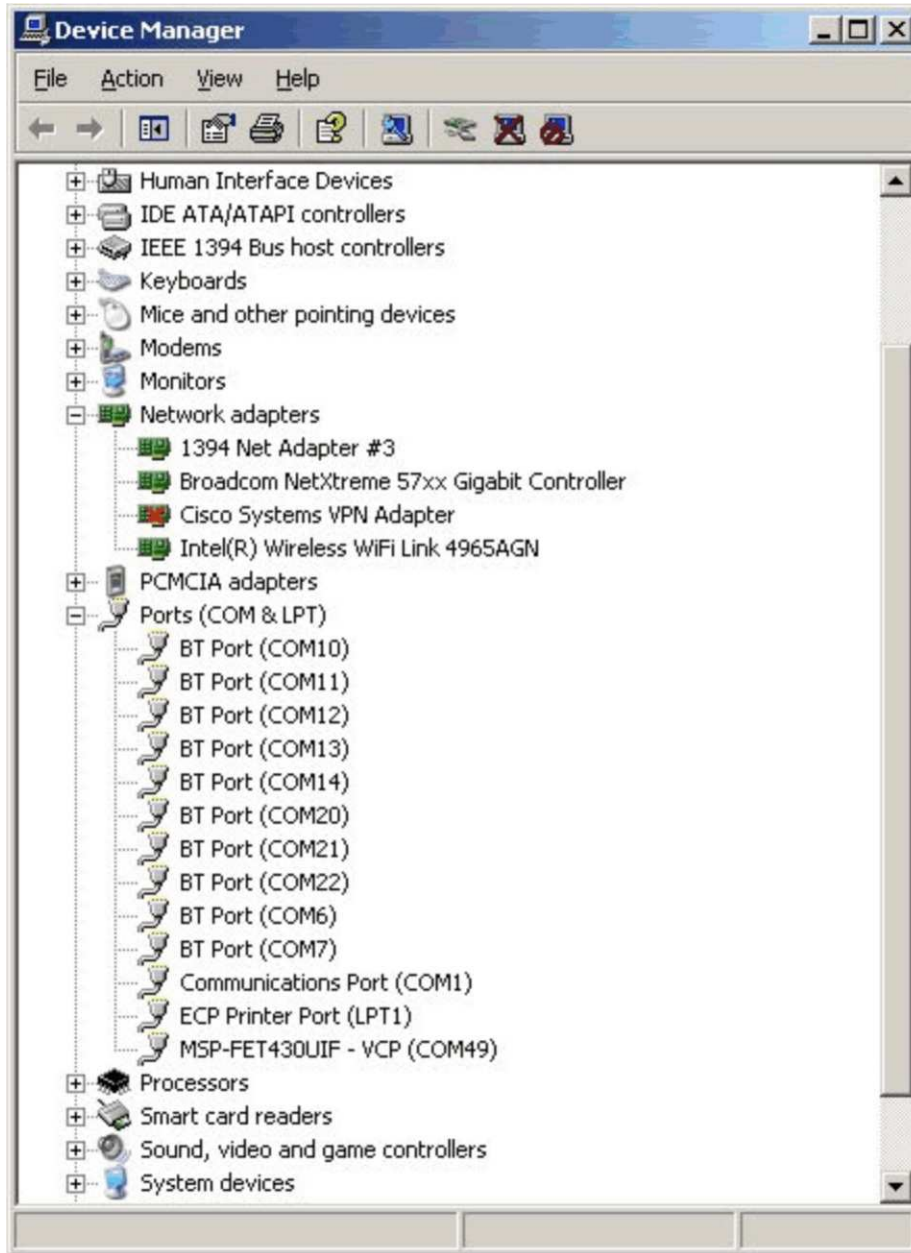 Device Manager
File Action View Help
Human Interface Devices
IDE ATA/ATAPI controllers
IEEE 1394 Bus host controllers
Keyboards
Mice and other pointing devices
Modems
Monitors
Network adapters
1394 Net Adapter #3
Broadcom NetXtreme 57xx Gigabit Controller
Cisco Systems VPN Adapter
Intel(R) Wireless WiFi Link 4965AGN
PCMCIA adapters
Ports (COM & LPT)
BT Port (COM10)
BT Port (COM11)
BT Port (COM12)
BT Port (COM13)
BT Port (COM14)
BT Port (COM20)
BT Port (COM21)
BT Port (COM22)
BT Port (COM6)
BT Port (COM7)
Communications Port (COM1)
ECP Printer Port (LPT1)
MSP-FET430UIF - VCP (COM49)
Processors
Smart card readers
Sound, video and game controllers
System devices